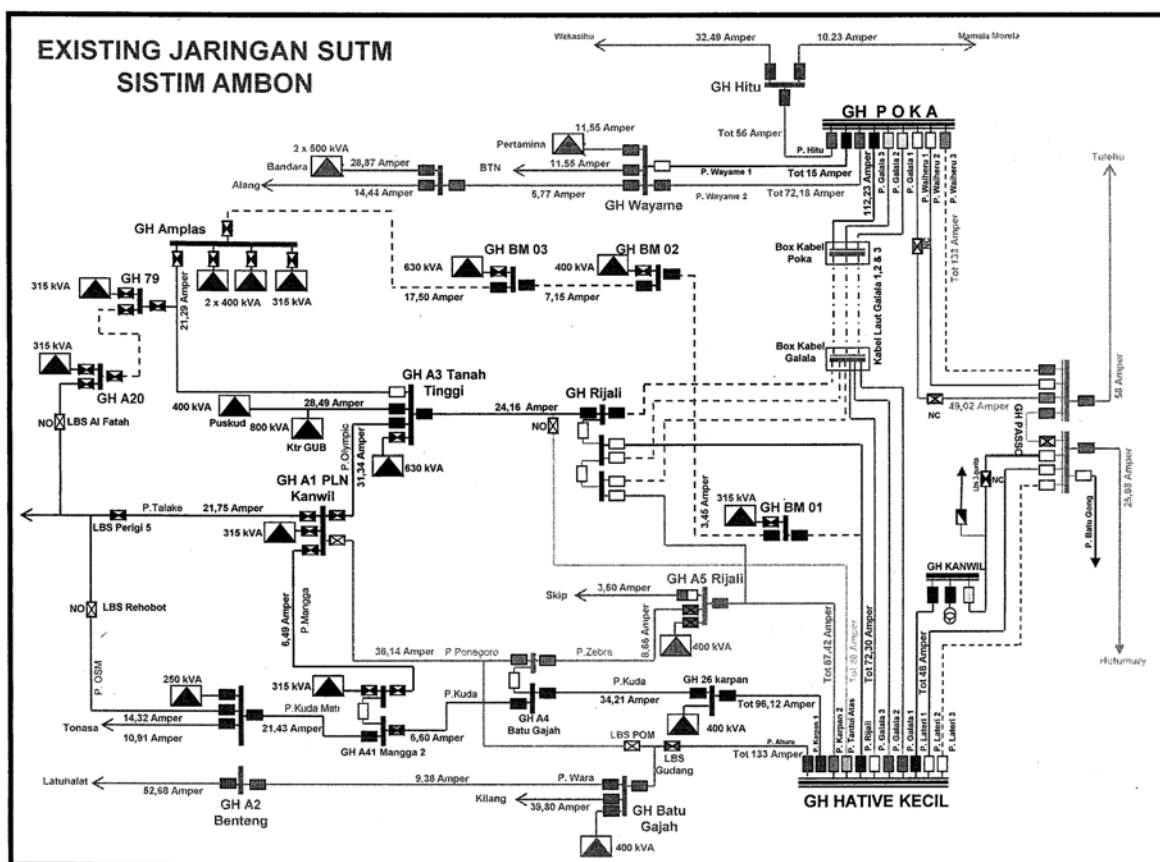 EXISTING JARINGAN SUTM
SISTIM AMBON
Wakasihu
32,49 Amper
10,23 Amper
Mamala Morela
GH Hitu
GH P O K A
Tot 56 Amper
P. Hitu
11,55 Amper
Pertamina
2 x 500 kVA
Bandara
28,87 Amper
BTN
11,55 Amper
P. Wayame 1
Tot 15 Amper
Alang
14,44 Amper
5,77 Amper
GH Wayame
P. Wayame 2
Tot 72,18 Amper
112,23 Amper
P. Galala 3
P. Galala 2
P. Galala 1
P. Waiheru 1
P. Waiheru 2
P. Waiheru 3
Tulehu
GH Amplas
GH BM 03
GH BM 02
Box Kabel
Poka
NC
Tot 133 Amper
GH 79
315 kVA
630 kVA
400 kVA
2 x 400 kVA
315 kVA
17,50 Amper
7,15 Amper
21,29 Amper
Kabel Laut Galala 1,2 & 3
Box Kabel
Galala
315 kVA
GH A20
GH A3 Tanah
Tinggi
GH Rijali
49,02 Amper
NC
58 Amper
GH PASSO
NO
LBS Al Fatah
400 kVA
Puskud
28,49 Amper
800 kVA
Ktr GUB
24,16 Amper
NO
P.Olympic
31,34 Amper
630 kVA
GH A1 PLN
Kanwil
NC
25,88 Amper
P.Talake
21,75 Amper
LBS Perigi 5
315 kVA
3,45 Amper
315 kVA
GH BM 01
P. Batu Gong
GH KANWIL
NO
LBS Rehobot
6,49 Amper
P.Mangga
Skip
3,60 Amper
GH A5 Rijali
8,66 Amper
400 kVA
Hutumury
P. OSM
36,14 Amper
P Ponegoro
P.Zebra
Tot 87,42 Amper
Tot 72,30 Amper
Tot 48 Amper
250 kVA
315 kVA
P.Kuda
P.Kuda
34,21 Amper
GH 26 karpan
Tot 96,12 Amper
14,32 Amper
Tonasa
10,91 Amper
P.Kuda Mati
21,43 Amper
6,60 Amper
GH A4
Batu Gajah
400 kVA
GH A41 Mangga 2
LBS POM
LBS
Gudang
P. Ahuru
Tot 133 Amper
P. Karpan 1
P. Karpan 2
P. Tantui Atas
P. Rijali
P. Galala 3
P. Galala 2
P. Galala 1
P. Lateri 1
P. Lateri 2
P. Lateri 3
Latuhalat
52,68 Amper
GH A2
Benteng
9.38 Amper
P. Wara
Kilang
39,80 Amper
GH Batu
Gajah
400 kVA
GH HATIVE KECIL